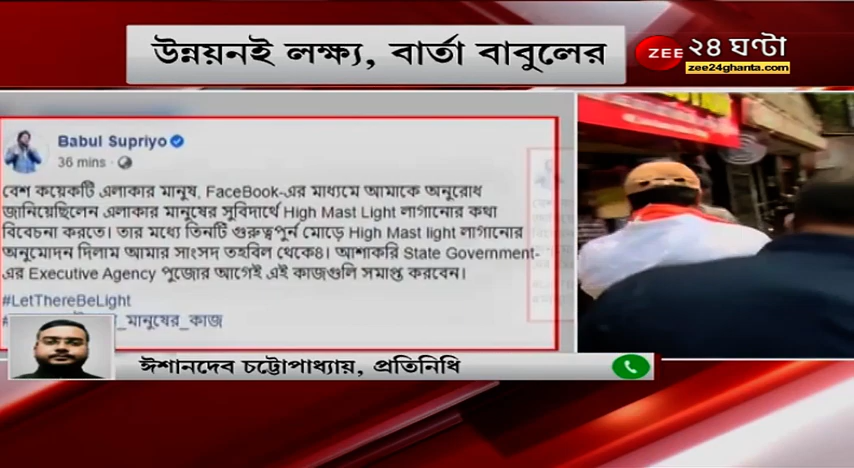 উন্নয়নই লক্ষ্য, বার্তা বাবুলের
ZEE ২৪ ঘণ্টা
zee24ghanta.com
Babul Supriyo
36 mins
বেশ কয়েকটি এলাকার মানুষ, FaceBook-এর মাধ্যমে আমাকে অনুরোধ
জানিয়েছিলেন এলাকার মানুষের সুবিদার্থে High Mast Light লাগানোর কথা
বিবেচনা করতে। তার মধ্যে তিনটি গুরুত্বপুর্ন মোড়ে High Mast light লাগানোর
অনুমোদন দিলাম আমার সাংসদ তহবিল থেকে৪। আশাকরি State Government-
এর Executive Agency পুজোর আগেই এই কাজগুলি সমাপ্ত করবেন।
#LetThereBeLight
_মানুষের_কাজ
ঈশানদেব চট্টোপাধ্যায়, প্রতিনিধি